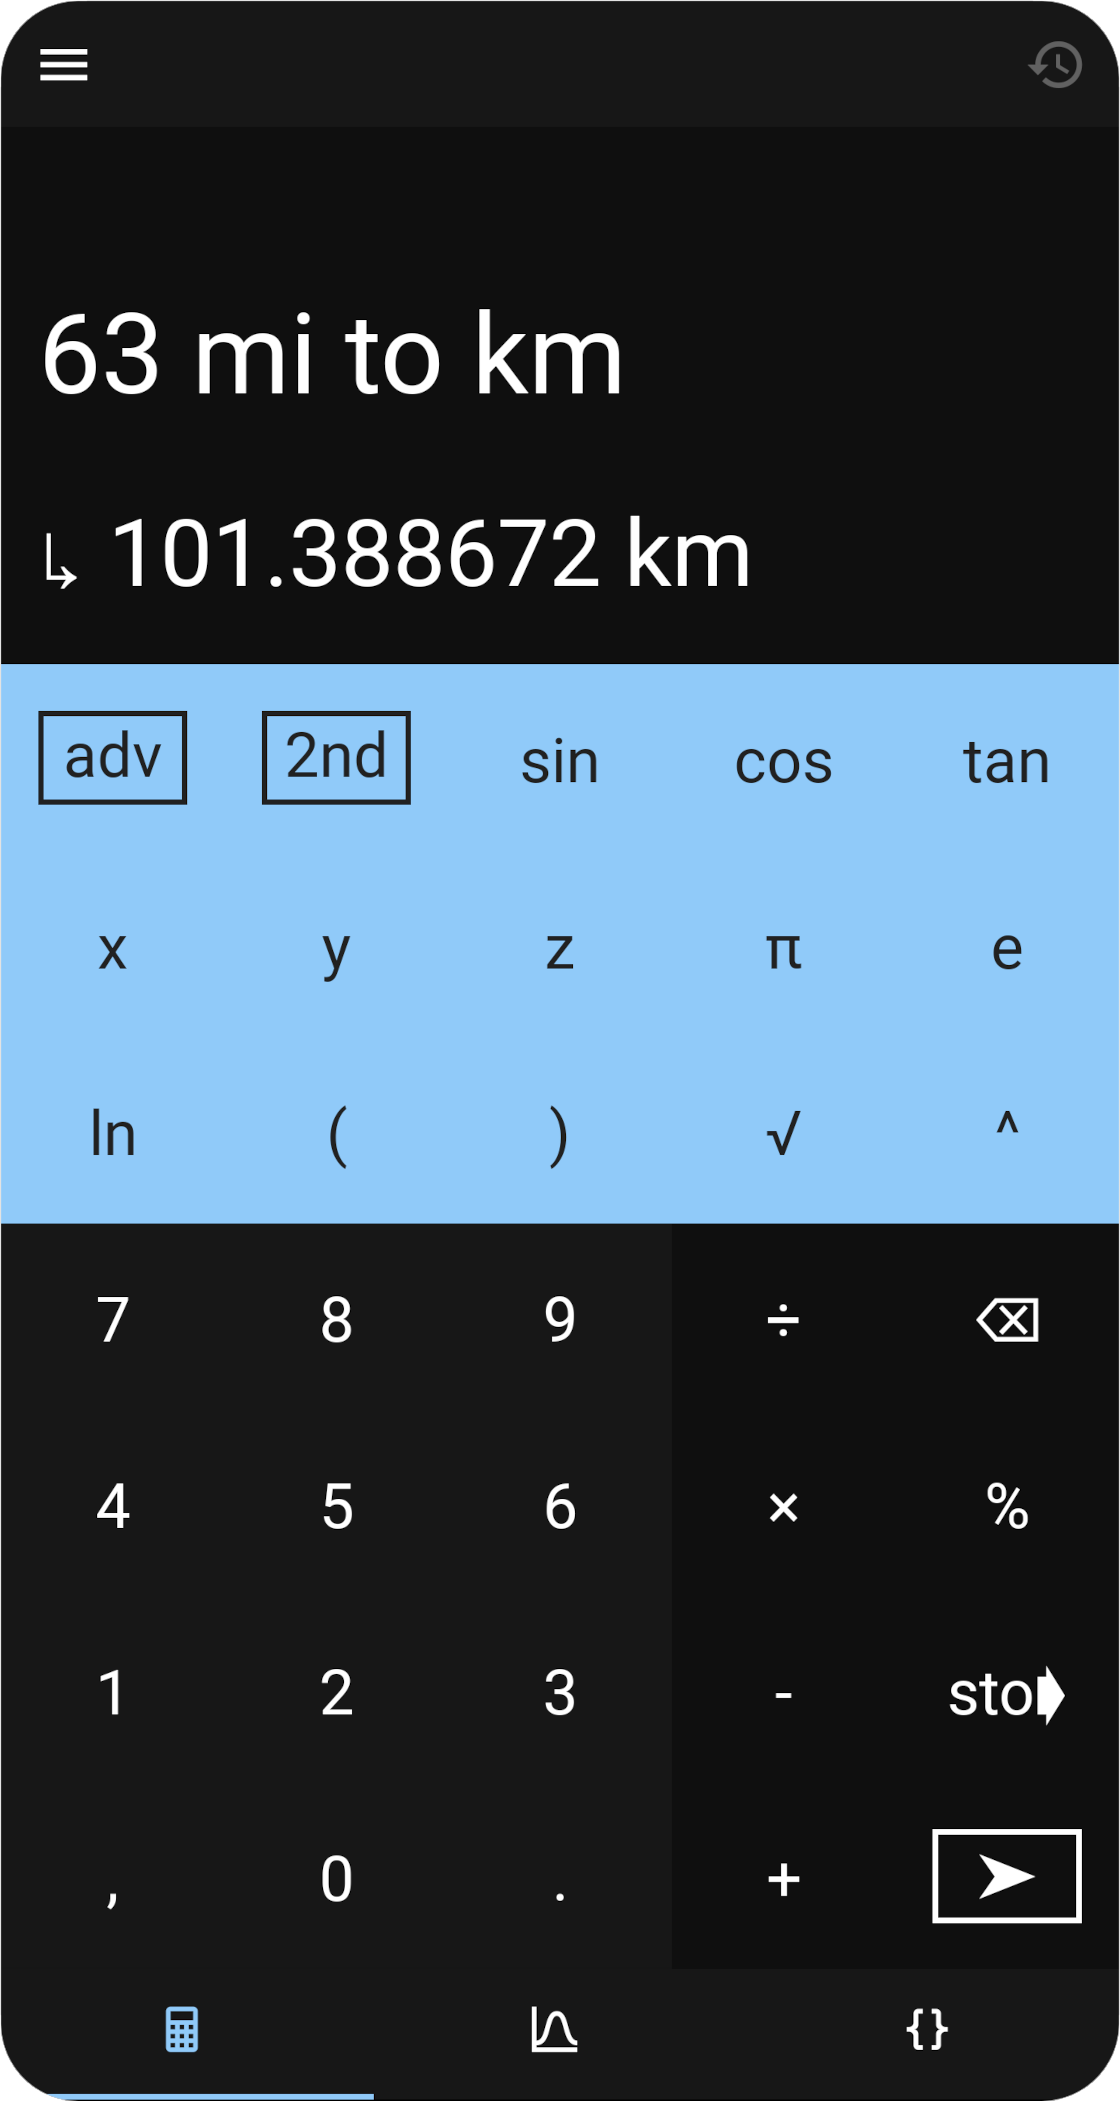 63 mi to km
↳ 101.388672 km
adv 2nd sin cos tan
x y z π e
ln ( ) √ ^
7 8 9 ÷
4 5 6 × %
1 2 3 - sto
, 0 . +
{}